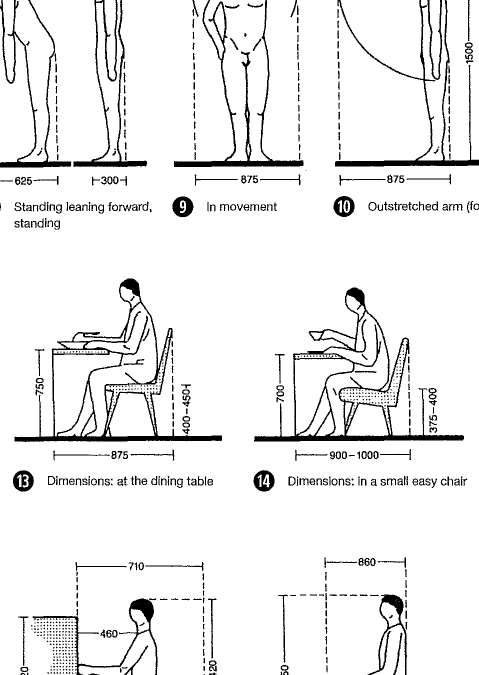 1500
625
300
875
875
Standing leaning forward,
standing
9 In movement
10 Outstretched arm (fo
750
400–450
875
700
375–400
900–1000
13 Dimensions: at the dining table
14 Dimensions: in a small easy chair
710
860
460